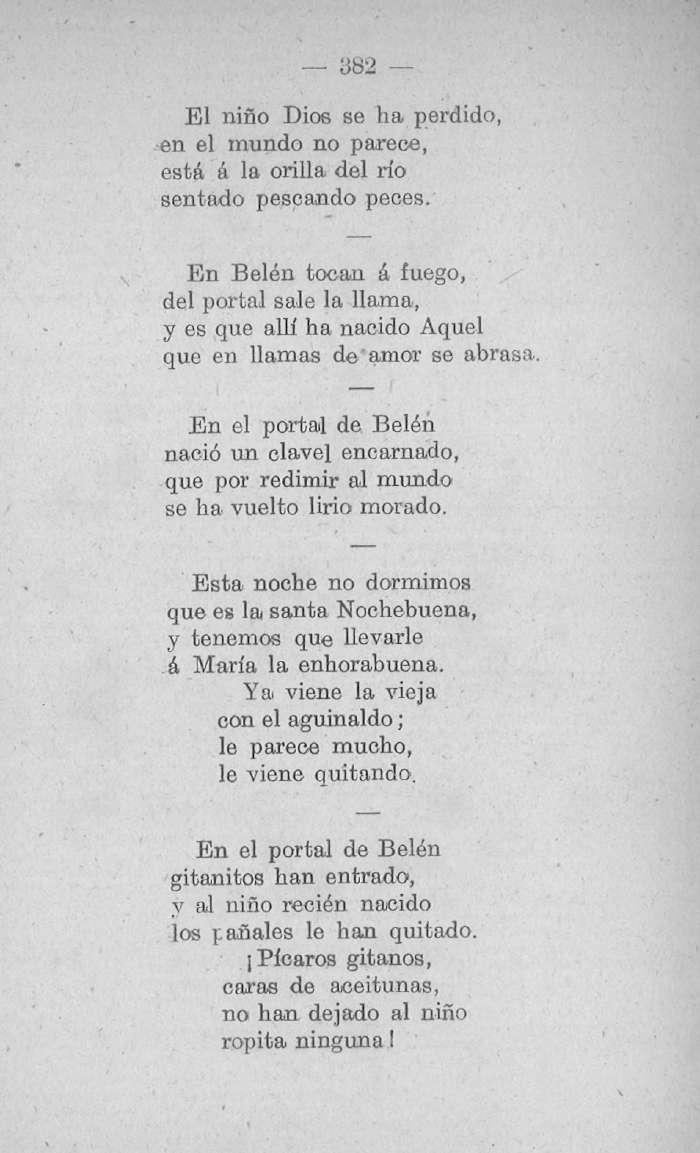 — 382 —
El niño Dios se ha perdido,
en el mundo no parece,
está á la orilla del río
sentado pescando peces.
—
En Belén tocan á fuego,
del portal sale la llama,
y es que allí ha nacido Aquel
que en llamas de amor se abrasa.
—
En el portal de Belén
nació un clavel encarnado,
que por redimir al mundo
se ha vuelto lirio morado.
—
Esta noche no dormimos
que es la santa Nochebuena,
y tenemos que llevarle
á María la enhorabuena.
Ya viene la vieja
con el aguinaldo;
le parece mucho,
le viene quitando.
—
En el portal de Belén
gitanitos han entrado,
y al niño recién nacido
los pañales le han quitado.
¡Pícaros gitanos,
caras de aceitunas,
no han dejado al niño
ropita ninguna!